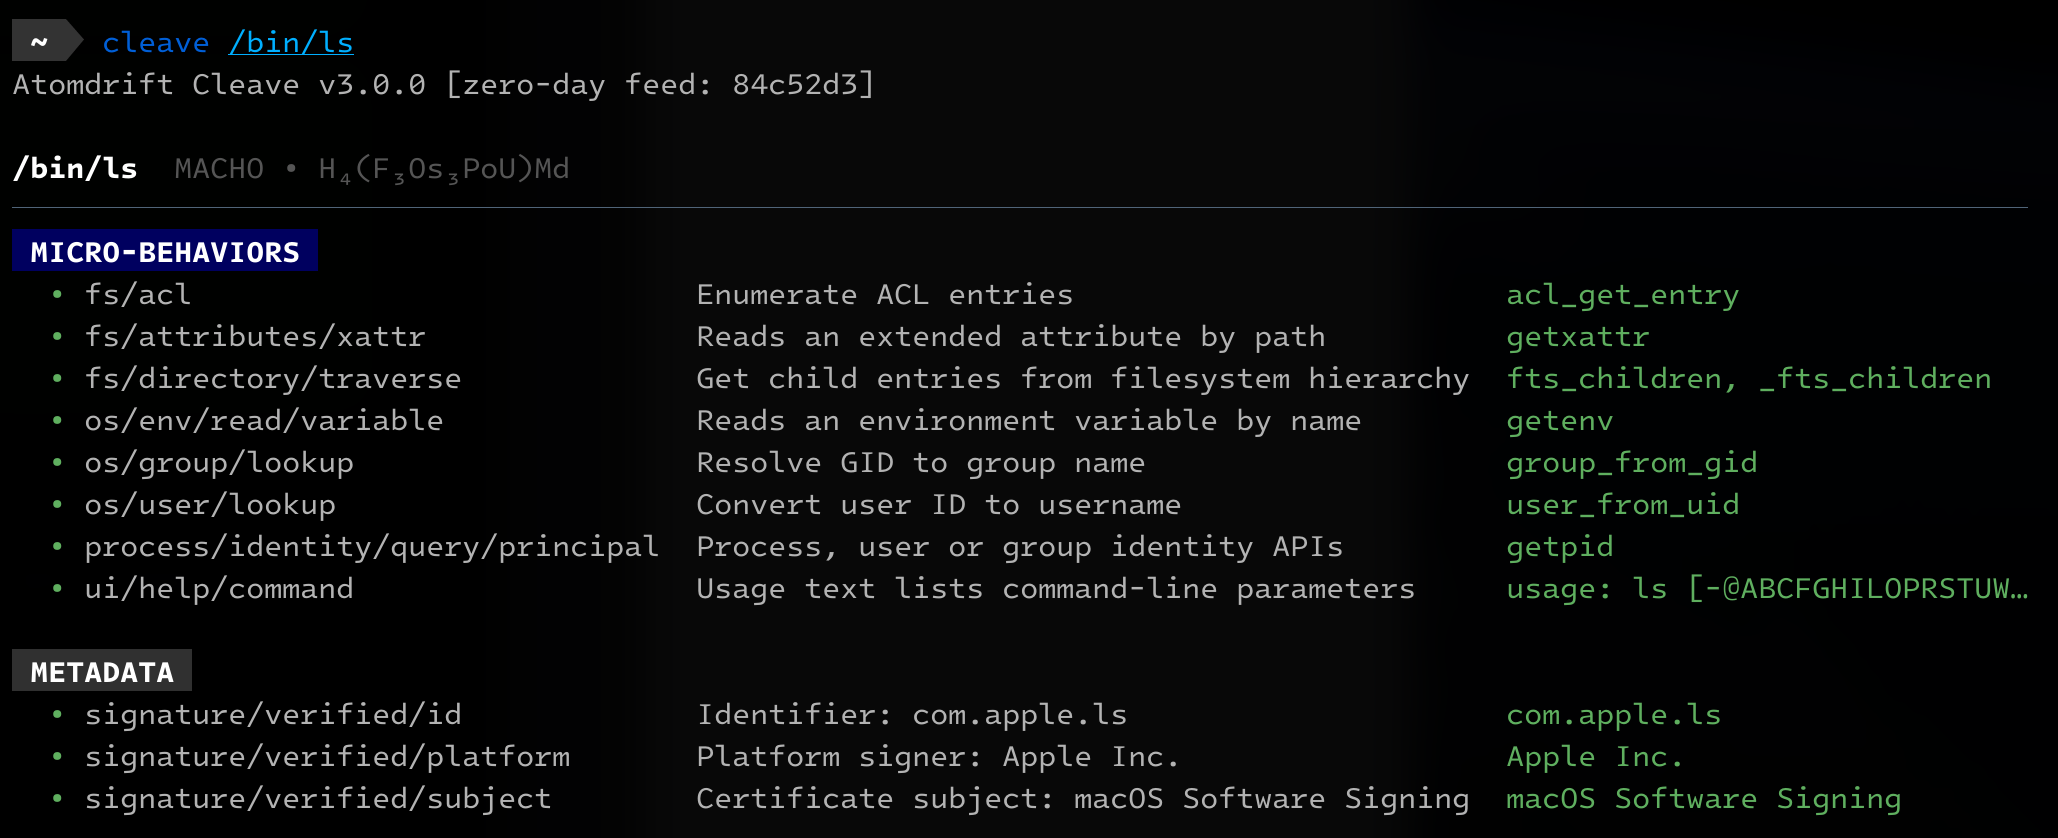 ~ cleave /bin/ls
Atomdrift Cleave v3.0.0 [zero-day feed: 84c52d3]
/bin/ls MACHO • H₄(F₃Os₃PoU)Md
MICRO-BEHAVIORS
• fs/acl Enumerate ACL entries acl_get_entry
• fs/attributes/xattr Reads an extended attribute by path getxattr
• fs/directory/traverse Get child entries from filesystem hierarchy fts_children, _fts_children
• os/env/read/variable Reads an environment variable by name getenv
• os/group/lookup Resolve GID to group name group_from_gid
• os/user/lookup Convert user ID to username user_from_uid
• process/identity/query/principal Process, user or group identity APIs getpid
• ui/help/command Usage text lists command-line parameters usage: ls [-@ABCFGHILOPRSTUW…
METADATA
• signature/verified/id Identifier: com.apple.ls com.apple.ls
• signature/verified/platform Platform signer: Apple Inc. Apple Inc.
• signature/verified/subject Certificate subject: macOS Software Signing macOS Software Signing